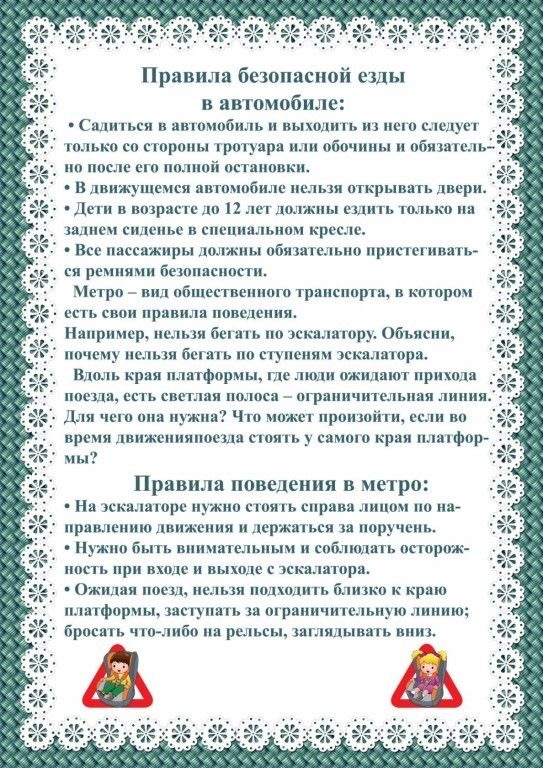 Правила безопасной езды
в автомобиле:
• Садиться в автомобиль и выходить из него следует
только со стороны тротуара или обочины и обязатель-
но после его полной остановки.
• В движущемся автомобиле нельзя открывать двери.
• Дети в возрасте до 12 лет должны ездить только на
заднем сиденье в специальном кресле.
• Все пассажиры должны обязательно пристегивать-
ся ремнями безопасности.
Метро – вид общественного транспорта, в котором
есть свои правила поведения.
Например, нельзя бегать по эскалатору. Объясни,
почему нельзя бегать по ступеням эскалатора.
Вдоль края платформы, где люди ожидают прихода
поезда, есть светлая полоса – ограничительная линия.
Для чего она нужна? Что может произойти, если во
время движенияпоезда стоять у самого края платфор-
мы?
Правила поведения в метро:
• На эскалаторе нужно стоять справа лицом по на-
правлению движения и держаться за поручень.
• Нужно быть внимательным и соблюдать осторож-
ность при входе и выходе с эскалатора.
• Ожидая поезд, нельзя подходить близко к краю
платформы, заступать за ограничительную линию;
бросать что-либо на рельсы, заглядывать вниз.